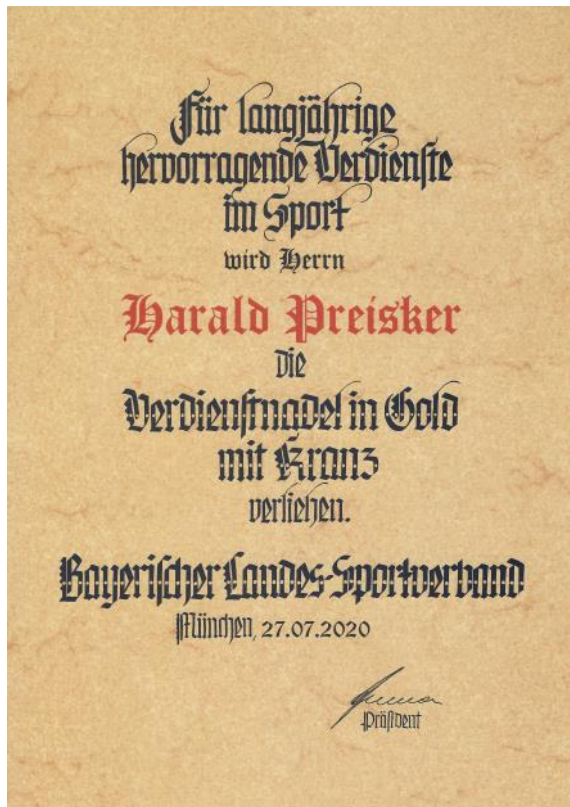 Für langjährige
hervorragende Verdienste
im Sport
wird Herrn
Harald Preisker
die
Verdienstnadel in Gold
mit Kranz
verliehen.
Bayerischer Landes-Sportverband
München, 27.07.2020
Präsident